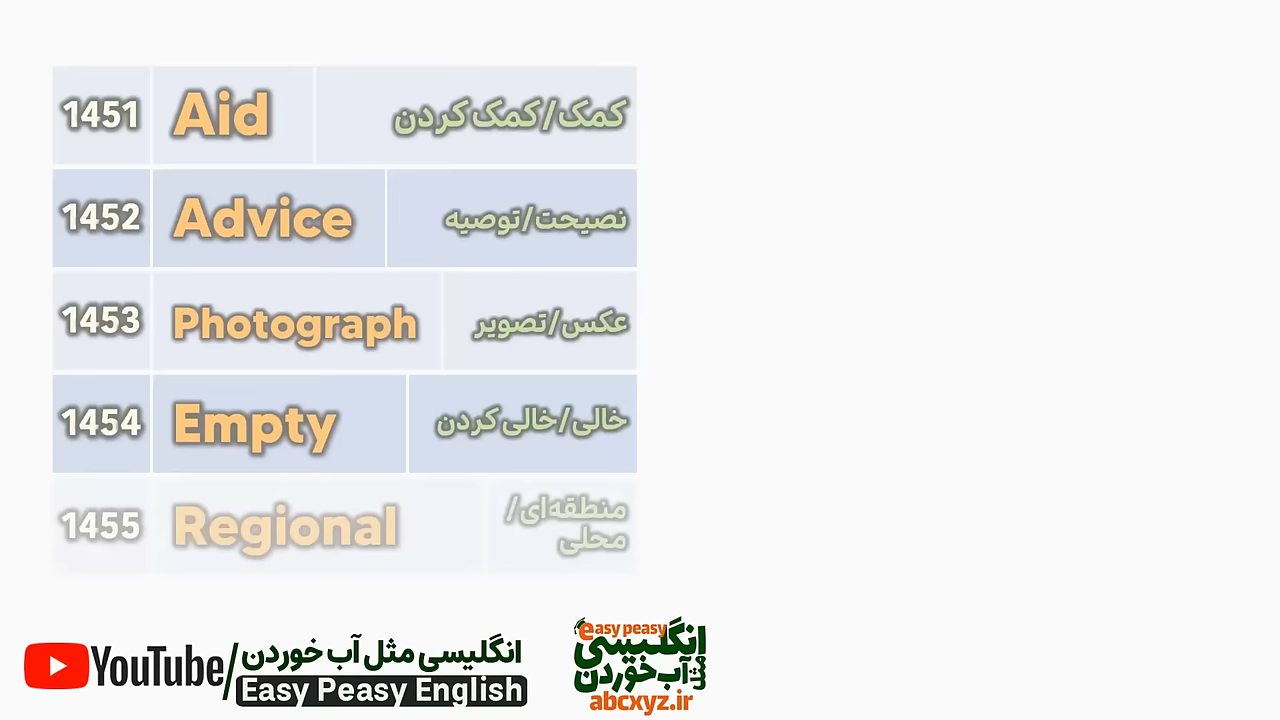 1451 Aid کمک/کمک کردن
1452 Advice نصیحت/توصیه
1453 Photograph عکس/تصویر
1454 Empty خالی/خالی کردن
1455 Regional منطقه‌ای/
محلی
YouTube/انگلیسی مثل آب خوردن
Easy Peasy English
easy peasy
انگلیسی
مثل آب خوردن
abcxyz.ir